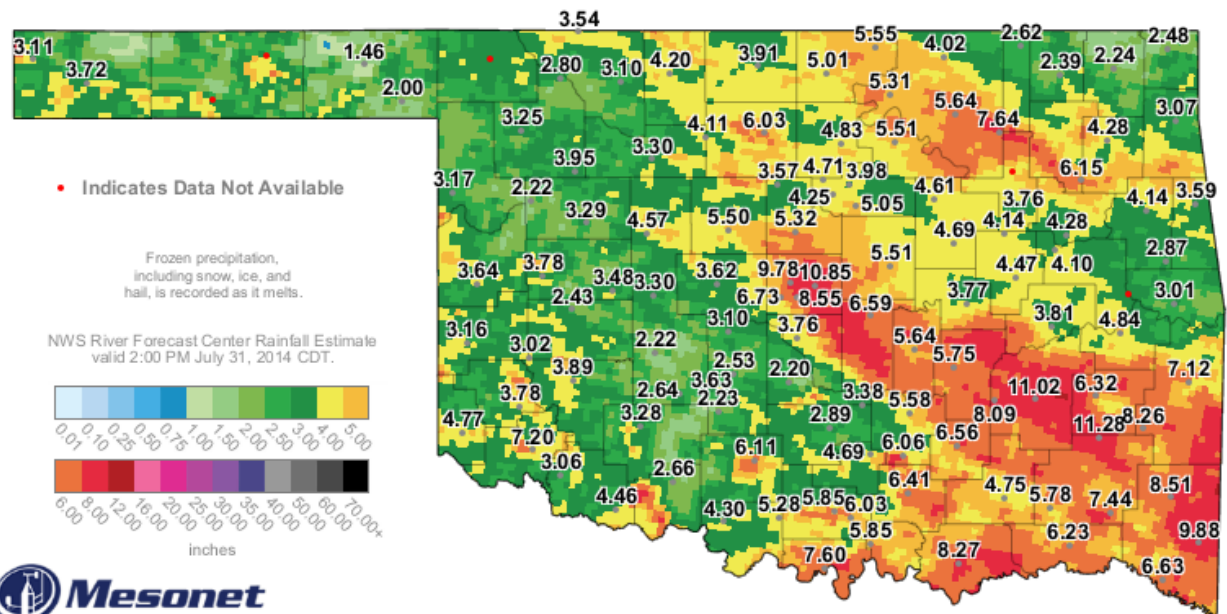 3.54
3.11 1.46 2.80 3.10 4.20 3.91 5.01 5.55 4.02 2.62 2.39 2.24 2.48
3.72 2.00 5.31
3.25 4.11 6.03 4.83 5.51 5.64 7.64 4.28 3.07
3.95 3.30 3.57 4.71 3.98 6.15
3.17 2.22 4.25 4.61 3.76 4.14 3.59
• Indicates Data Not Available
3.29 4.57 5.50 5.32 5.05 4.69 4.14 4.28
5.51 2.87
Frozen precipitation,
including snow, ice, and
hail, is recorded as it melts.
3.64 3.78 3.48 3.30 3.62 9.78 10.85 4.47 4.10
2.43 6.73 8.55 6.59 3.77 3.01
3.10 3.76 3.81 4.84
NWS River Forecast Center Rainfall Estimate
valid 2:00 PM July 31, 2014 CDT.
3.16 3.02 2.22 5.64 5.75
3.89 2.53 2.20 7.12
3.78 2.64 3.63 2.23 3.38 5.58 11.02 6.32
4.77 3.28 2.89 8.09 11.28 8.26
7.20 6.11 4.69 6.06 6.56
3.06 2.66 6.41 4.75 5.78 7.44 8.51
4.46 4.30 5.28 5.85 6.03
5.85 6.23 9.88
7.60 8.27 6.63
0.01 0.10 0.25 0.50 0.75 1.00 1.50 2.00 2.50 3.00 4.00 5.00
6.00 8.00 12.00 16.00 20.00 25.00 30.00 35.00 40.00 50.00 60.00 70.00+
inches
Mesonet